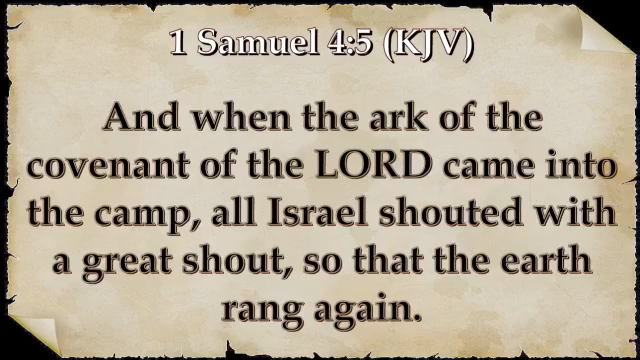 1 Samuel 4:5 (KJV)
And when the ark of the
covenant of the LORD came into
the camp, all Israel shouted with
a great shout, so that the earth
rang again.